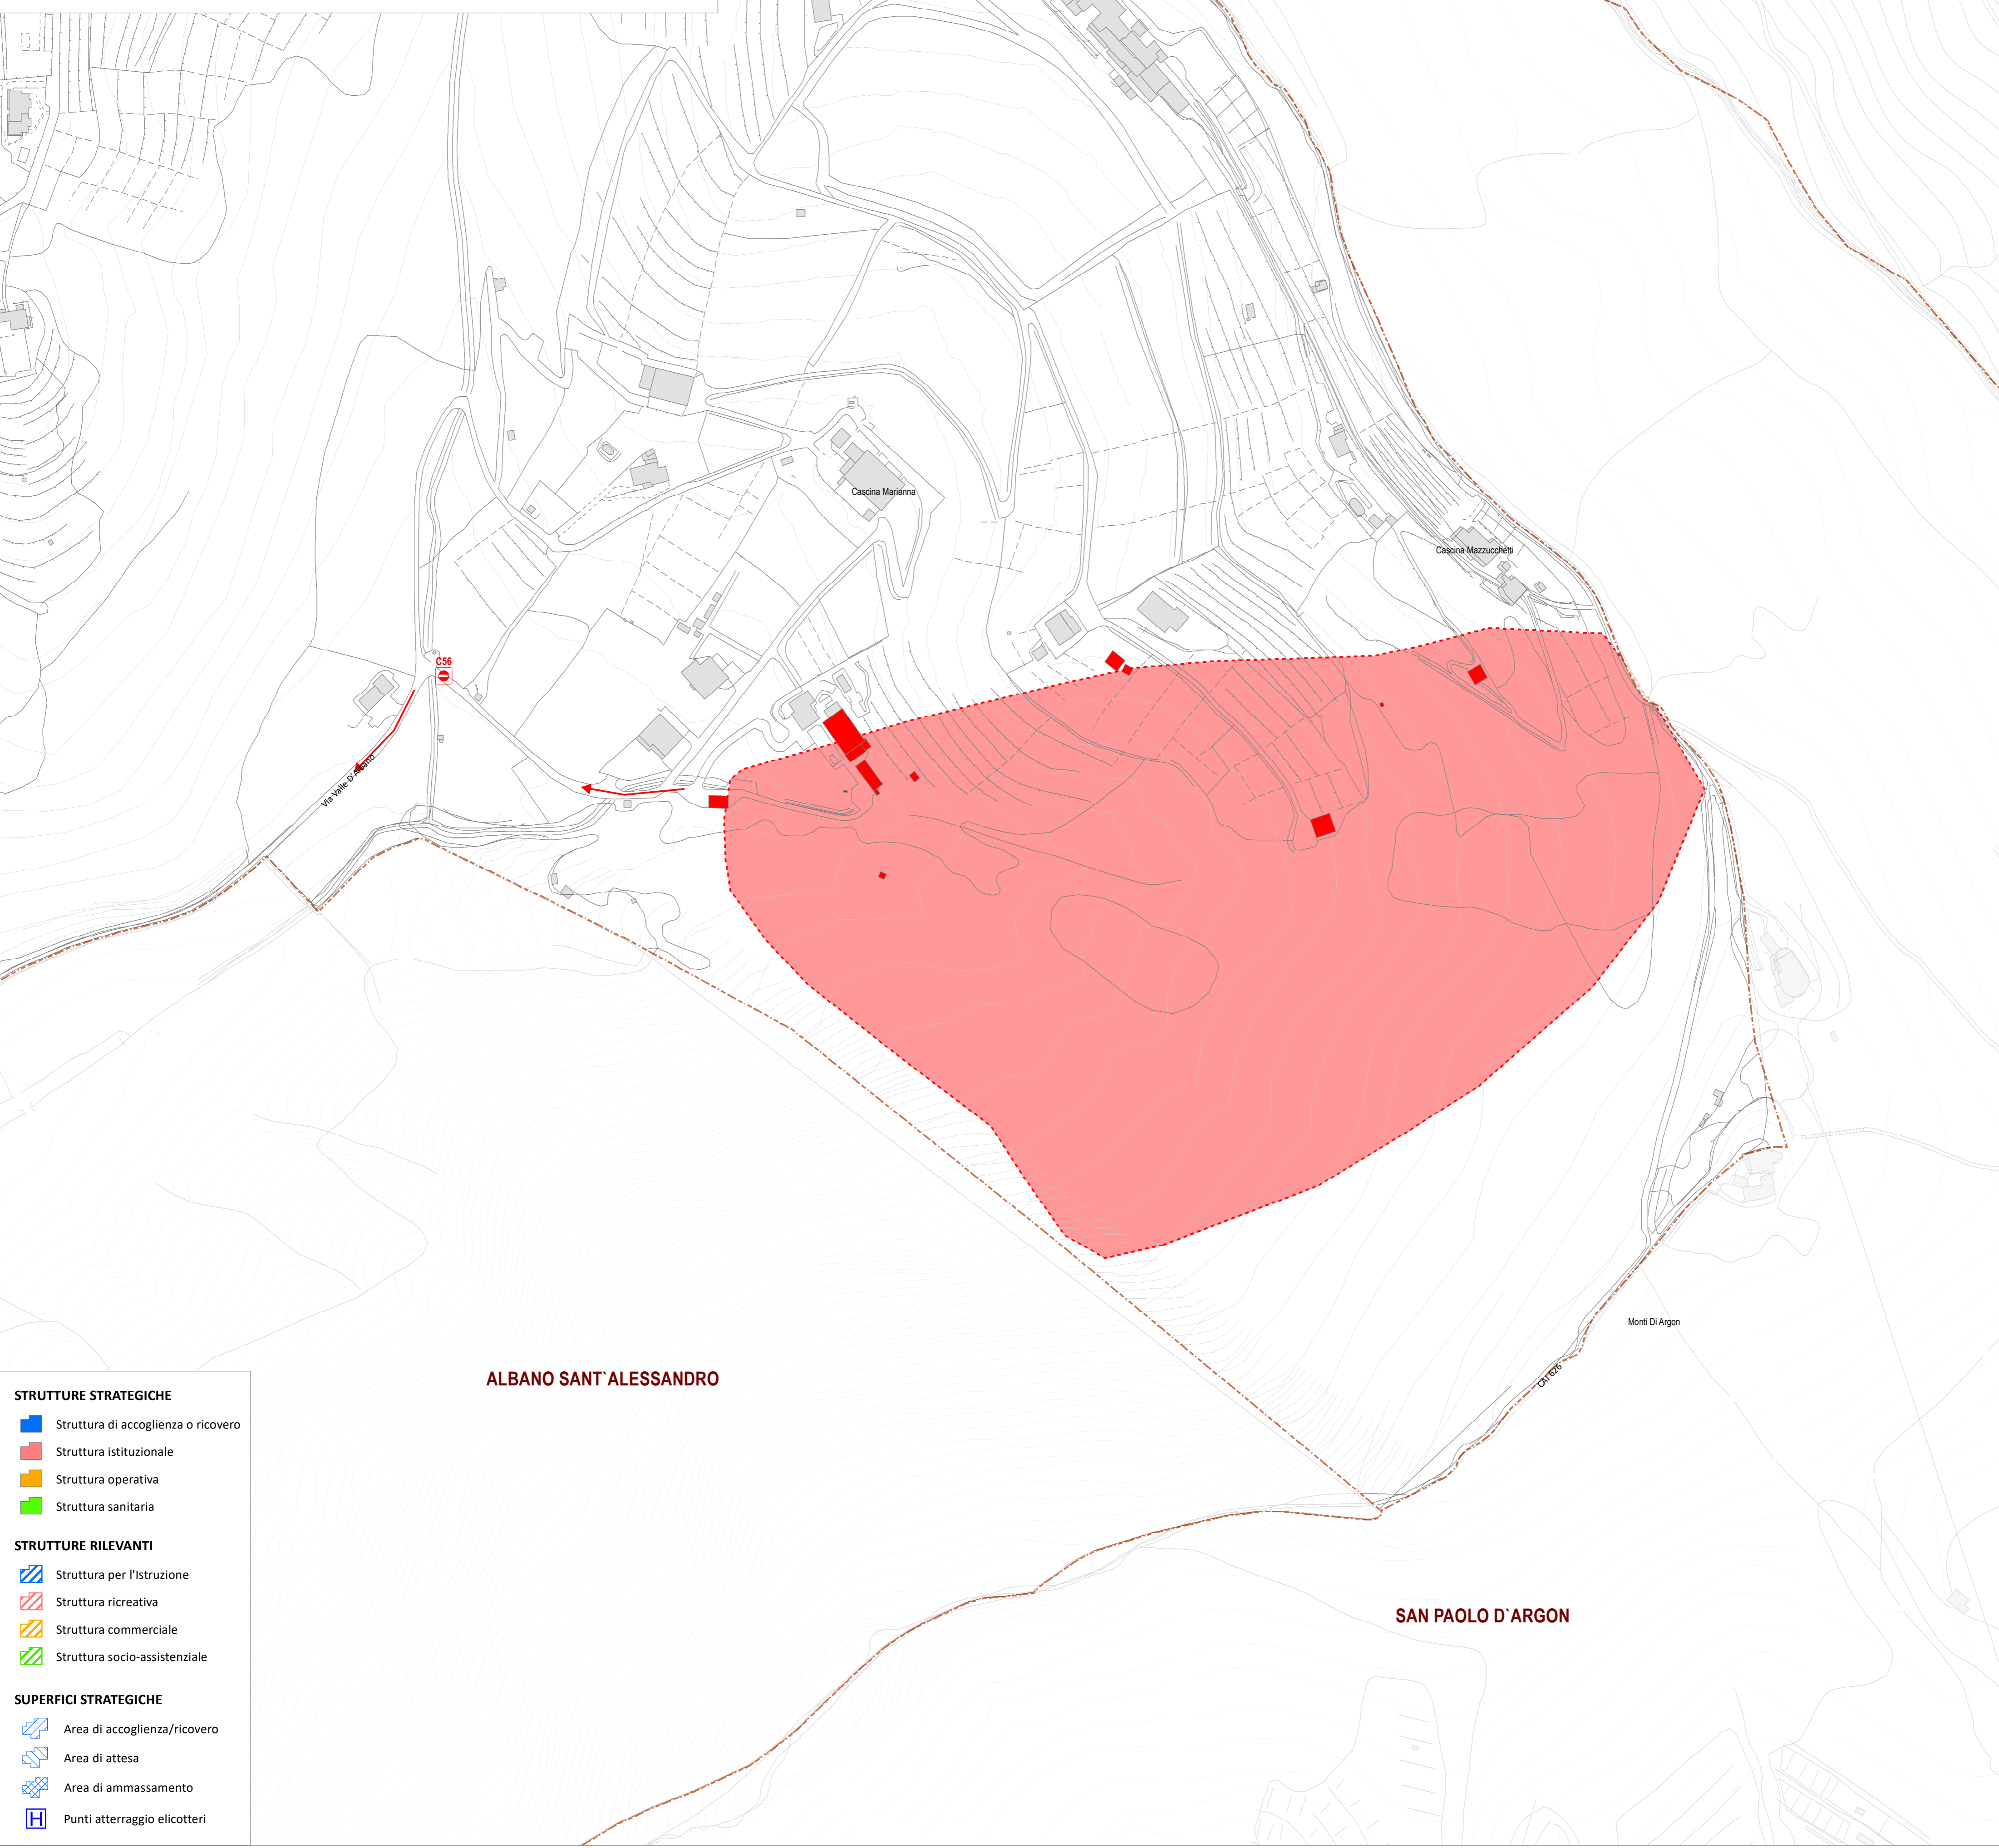 Cascina Marianna
Cascina Mazzucchetti
C56
Via Valle D'Albano
Monti Di Argon
CAI 626
ALBANO SANT`ALESSANDRO
SAN PAOLO D`ARGON
STRUTTURE STRATEGICHE
Struttura di accoglienza o ricovero
Struttura istituzionale
Struttura operativa
Struttura sanitaria
STRUTTURE RILEVANTI
Struttura per l'Istruzione
Struttura ricreativa
Struttura commerciale
Struttura socio-assistenziale
SUPERFICI STRATEGICHE
Area di accoglienza/ricovero
Area di attesa
Area di ammassamento
H Punti atterraggio elicotteri